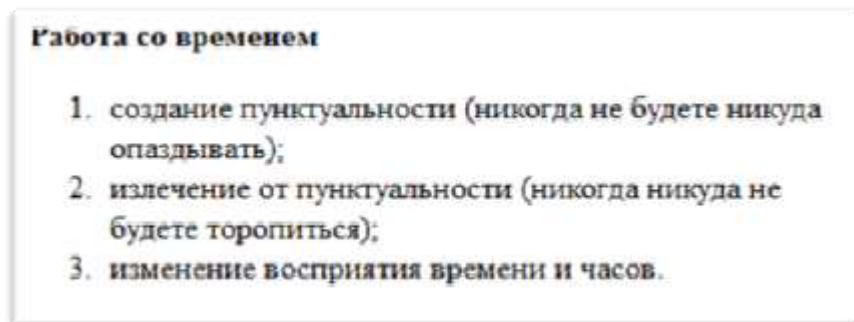 Работа со временем
1. создание пунктуальности (никогда не будете никуда
опаздывать);
2. излечение от пунктуальности (никогда никуда не
будете торопиться);
3. изменение восприятия времени и часов.